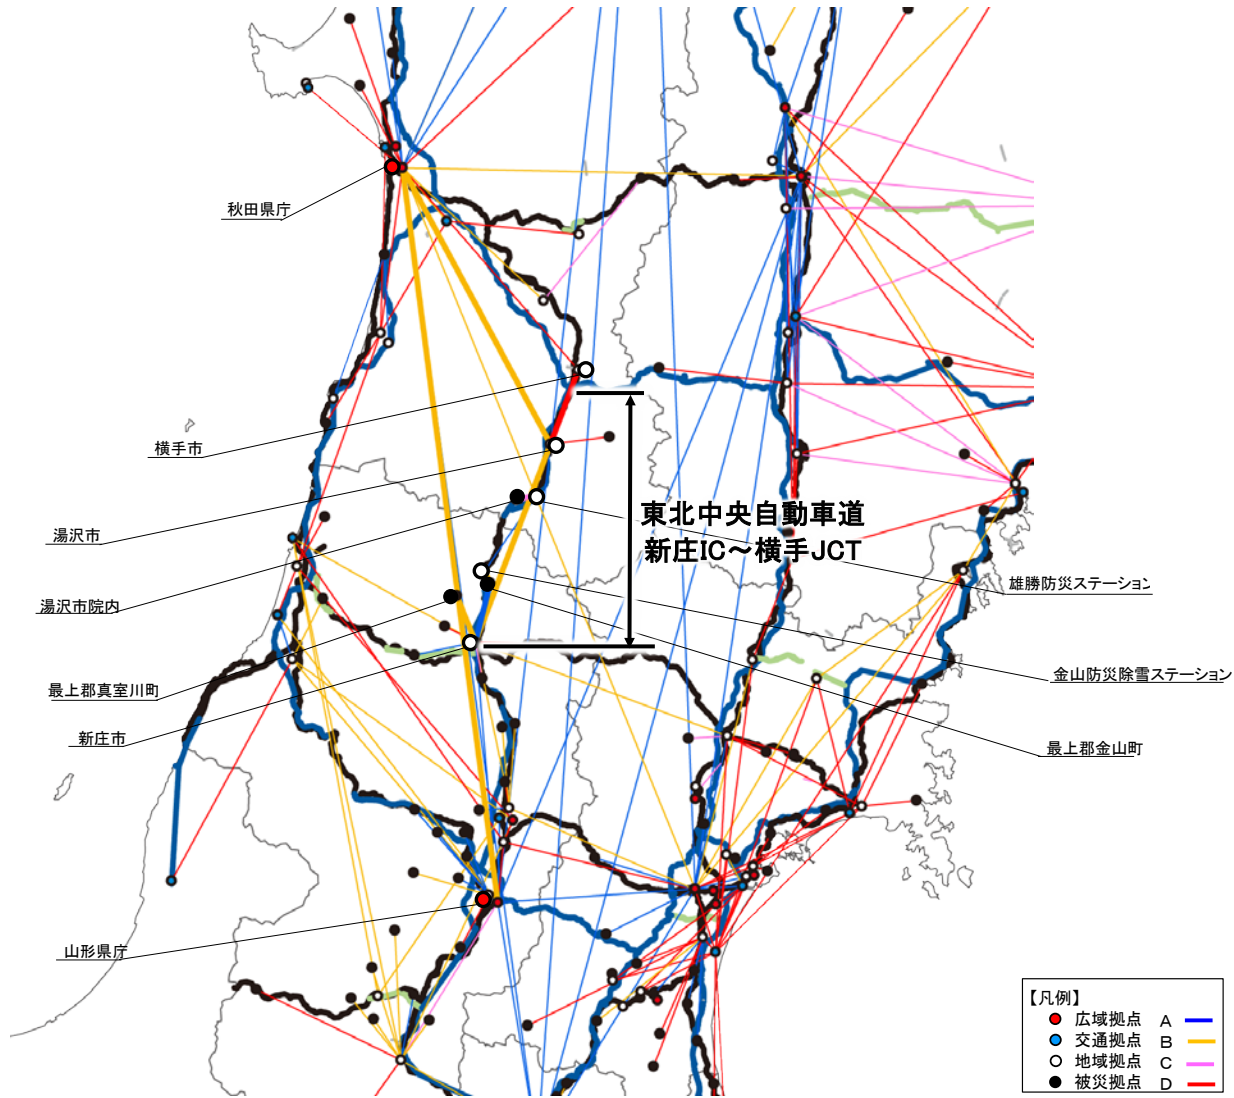 秋田県庁
横手市
湯沢市
湯沢市院内
最上郡真室川町
新庄市
山形県庁
東北中央自動車道
新庄IC~横手JCT
雄勝防災ステーション
金山防災除雪ステーション
最上郡金山町
【凡例】
広域拠点 A
交通拠点 B
地域拠点 C
被災拠点 D